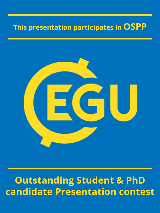 This presentation participates in OSPP
EGU
Outstanding Student & PhD
candidate Presentation contest